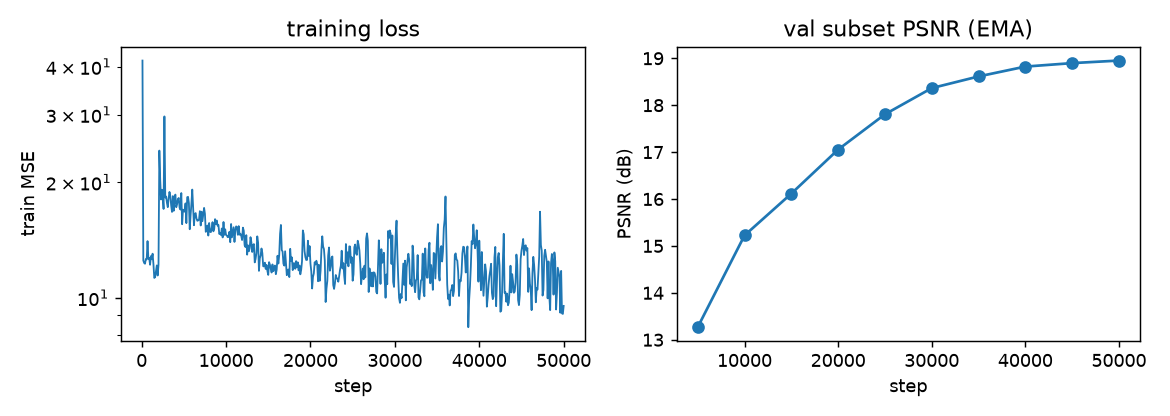 training loss
train MSE
4 × 10¹
3 × 10¹
2 × 10¹
10¹
0
10000
20000
30000
40000
50000
step
val subset PSNR (EMA)
PSNR (dB)
19
18
17
16
15
14
13
10000
20000
30000
40000
50000
step